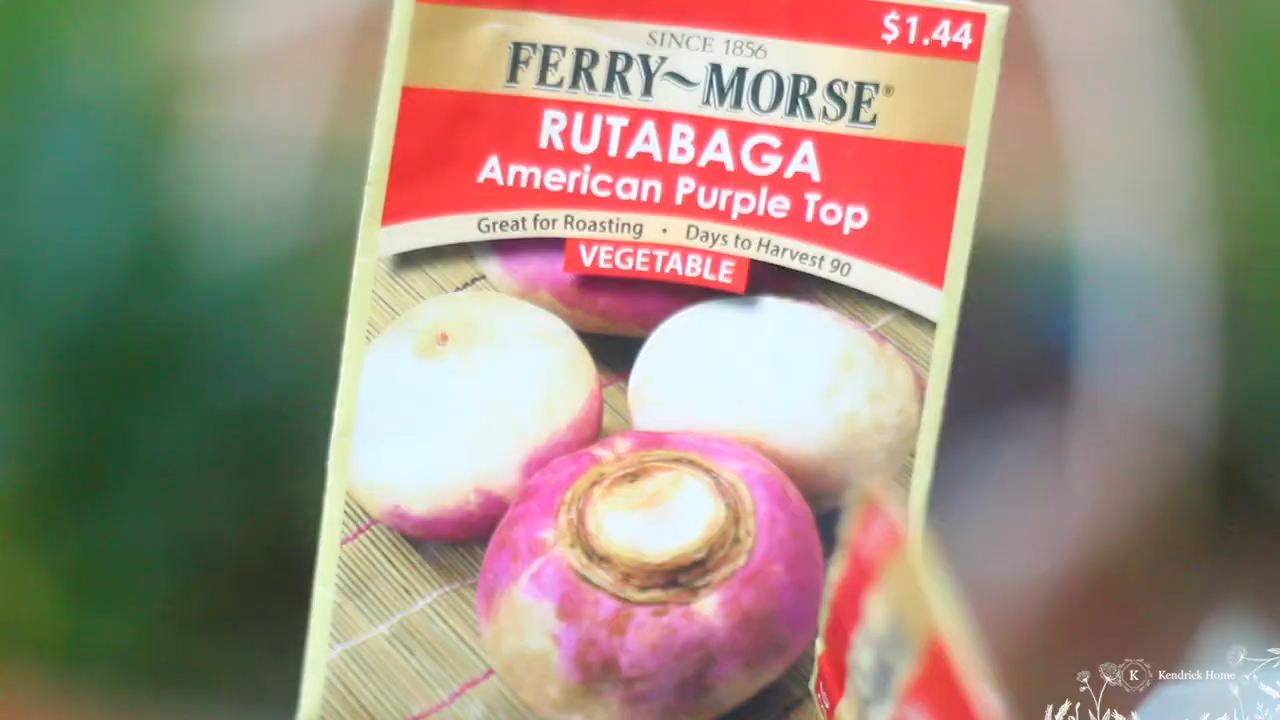 $1.44
SINCE 1856
FERRY~MORSE®
RUTABAGA
American Purple Top
Great for Roasting • Days to Harvest 90
VEGETABLE
K Kendrick Home